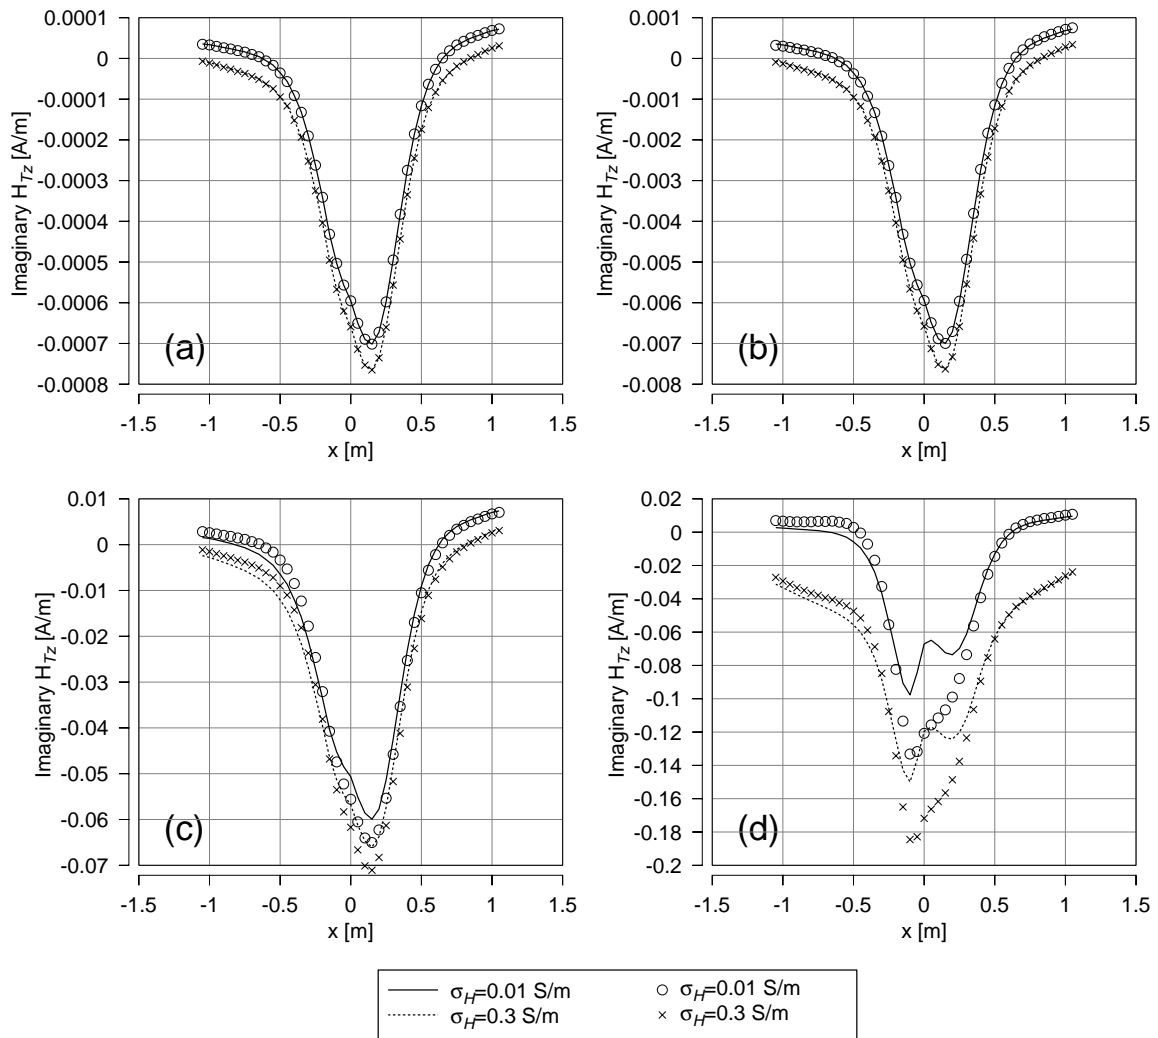 0.0001
0
-0.0001
-0.0002
-0.0003
-0.0004
-0.0005
-0.0006
-0.0007
-0.0008
Imaginary H_Tz [A/m]
(a)
-1.5 -1 -0.5 0 0.5 1 1.5
x [m]
0.001
0
-0.001
-0.002
-0.003
-0.004
-0.005
-0.006
-0.007
-0.008
Imaginary H_Tz [A/m]
(b)
-1.5 -1 -0.5 0 0.5 1 1.5
x [m]
0.01
0
-0.01
-0.02
-0.03
-0.04
-0.05
-0.06
-0.07
Imaginary H_Tz [A/m]
(c)
-1.5 -1 -0.5 0 0.5 1 1.5
x [m]
0.02
0
-0.02
-0.04
-0.06
-0.08
-0.1
-0.12
-0.14
-0.16
-0.18
-0.2
Imaginary H_Tz [A/m]
(d)
-1.5 -1 -0.5 0 0.5 1 1.5
x [m]
σ_H=0.01 S/m σ_H=0.01 S/m
σ_H=0.3 S/m σ_H=0.3 S/m